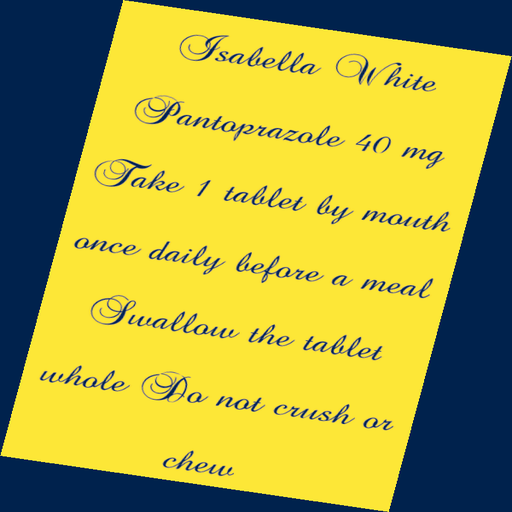 Isabella White
Pantoprazole 40 mg
Take 1 tablet by mouth
once daily before a meal
Swallow the tablet
whole Do not crush or
chew